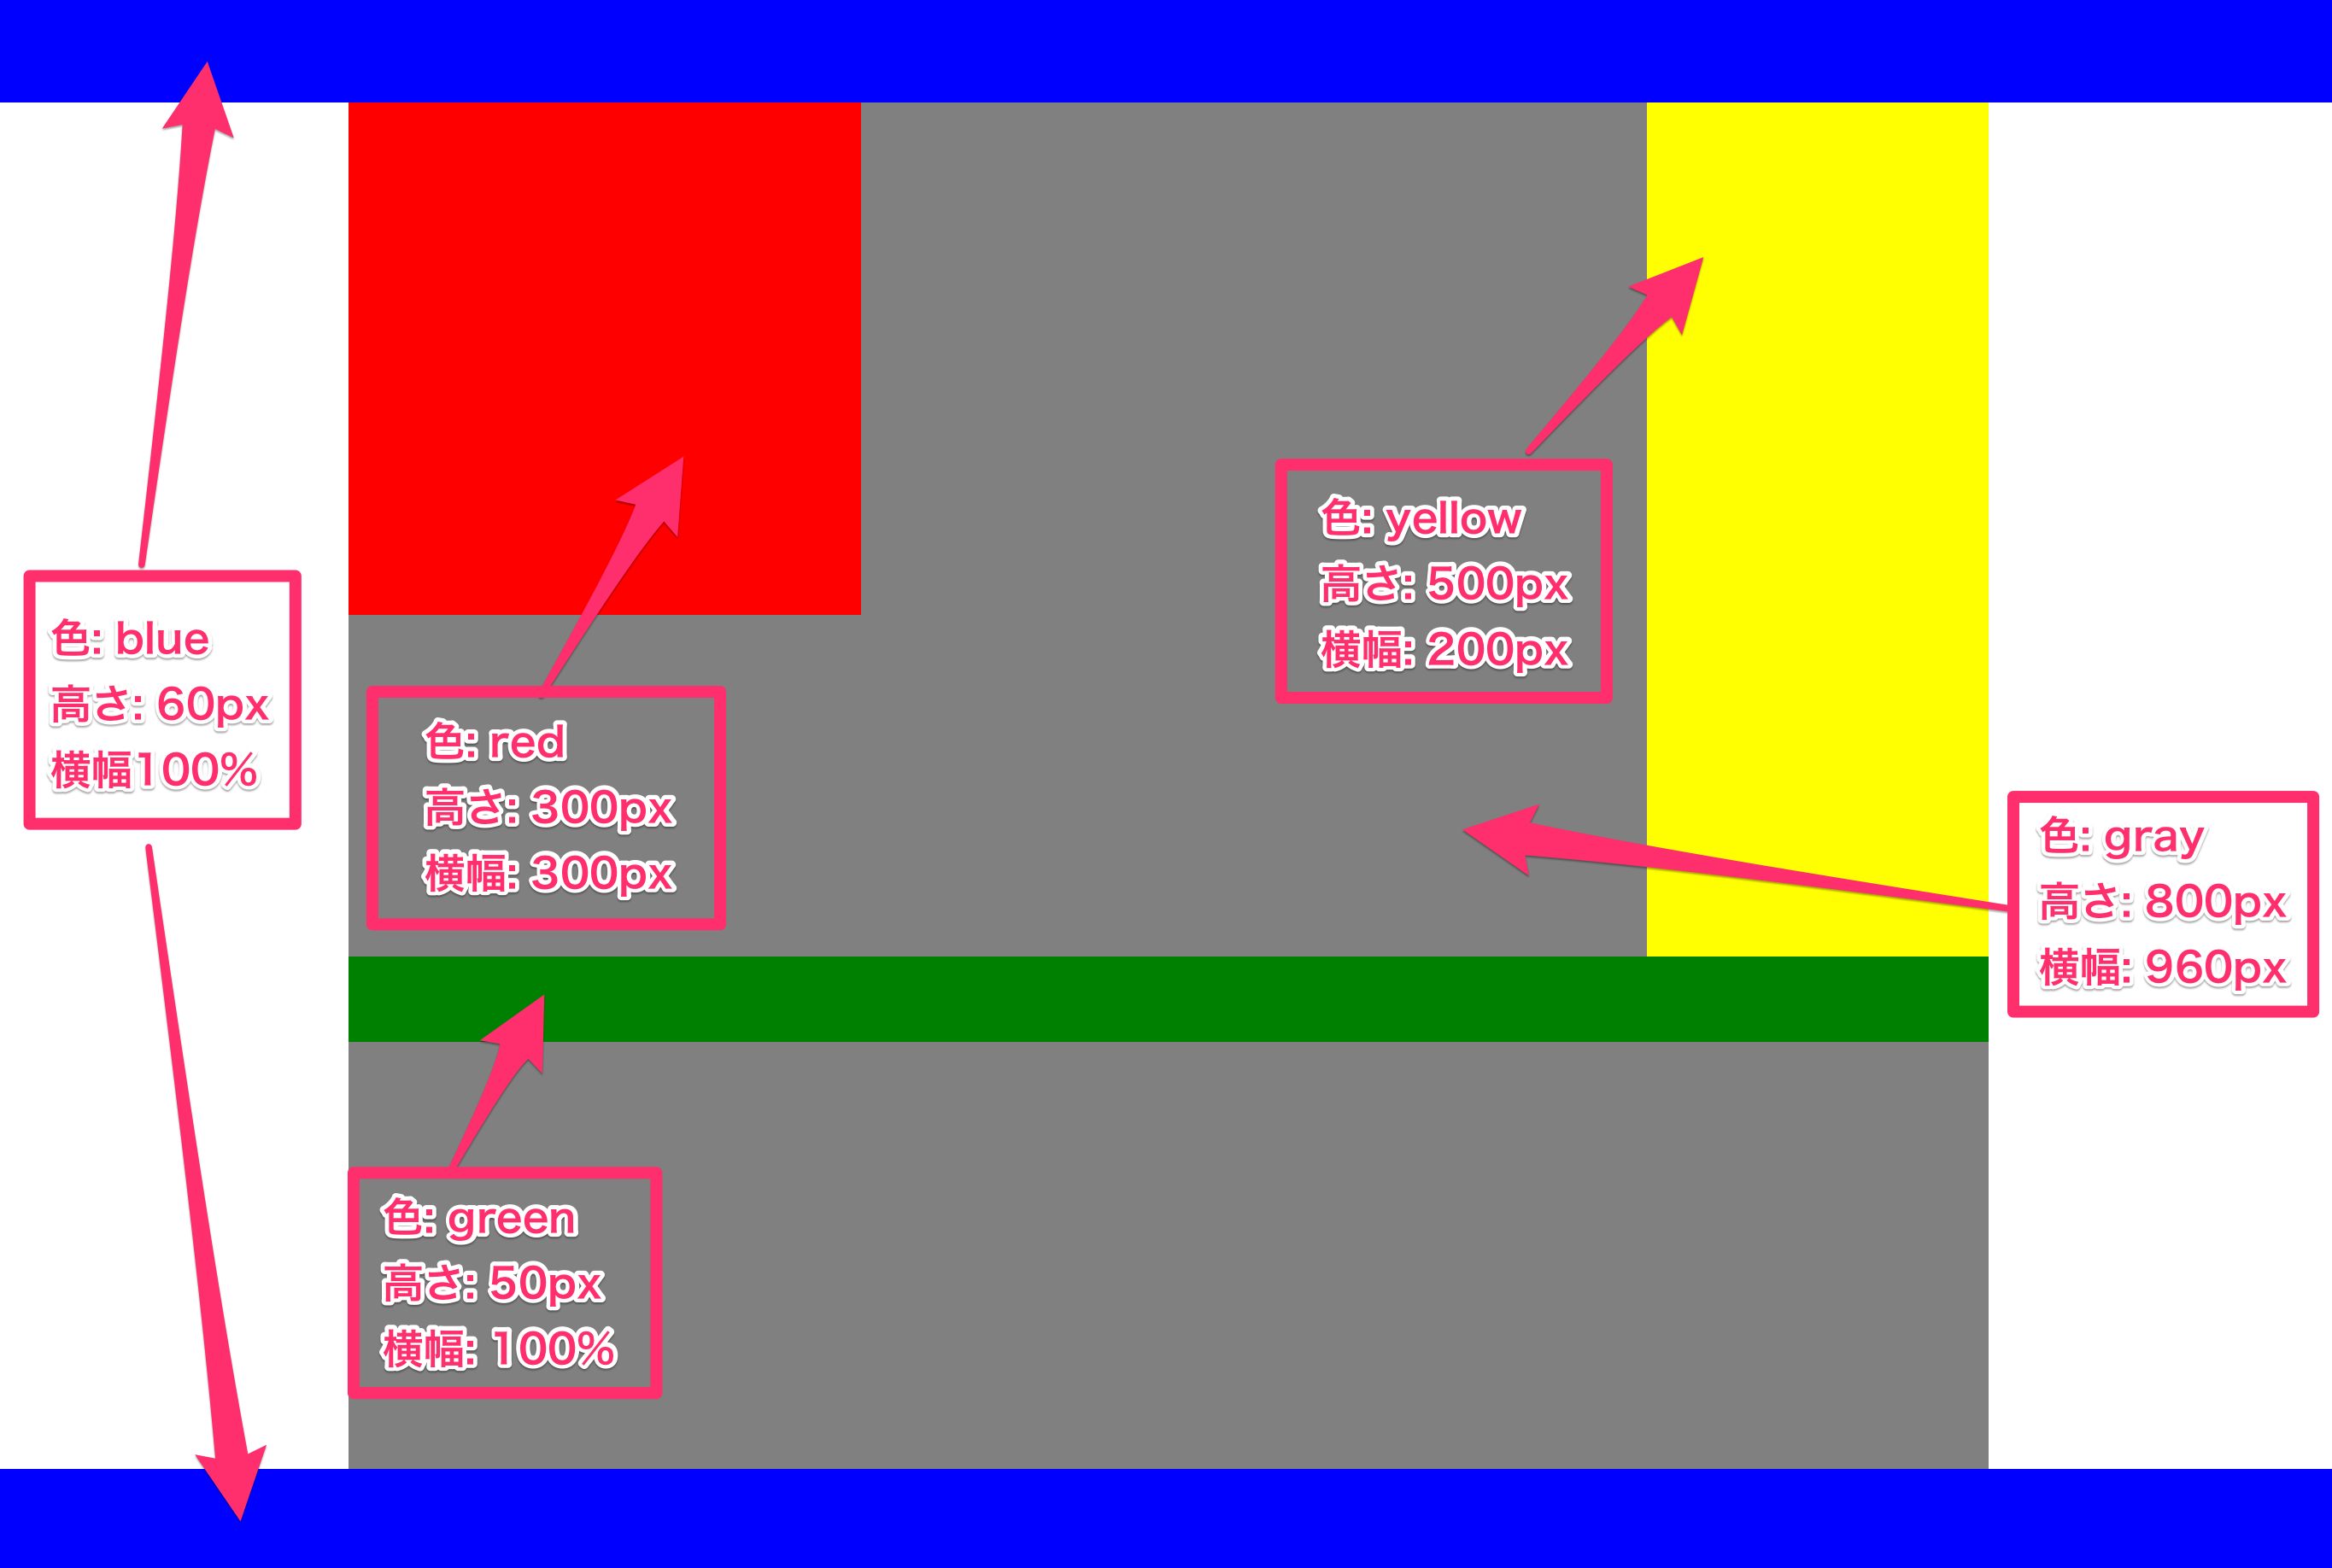 色: blue
高さ: 60px
横幅100%
色: red
高さ: 300px
横幅: 300px
色: yellow
高さ: 500px
横幅: 200px
色: gray
高さ: 800px
横幅: 960px
色: green
高さ: 50px
横幅: 100%